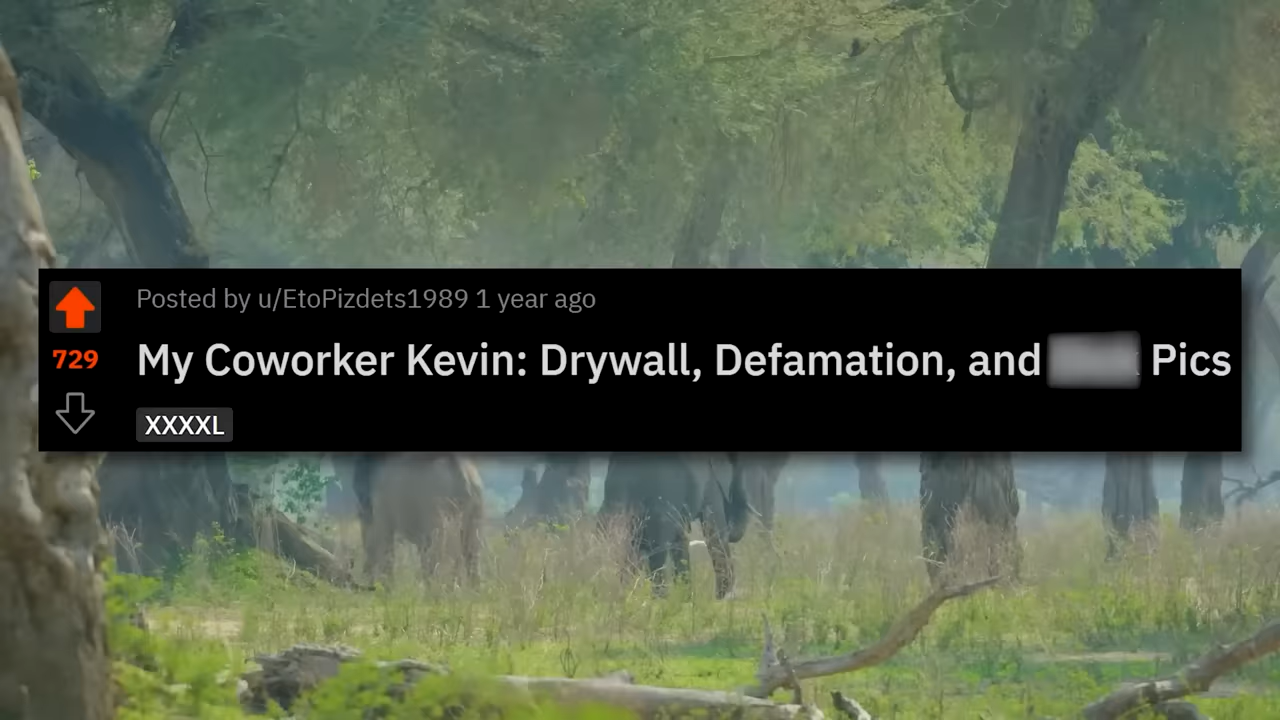 Posted by u/EtoPizdets1989 1 year ago
My Coworker Kevin: Drywall, Defamation, and Pics
729
XXXXL